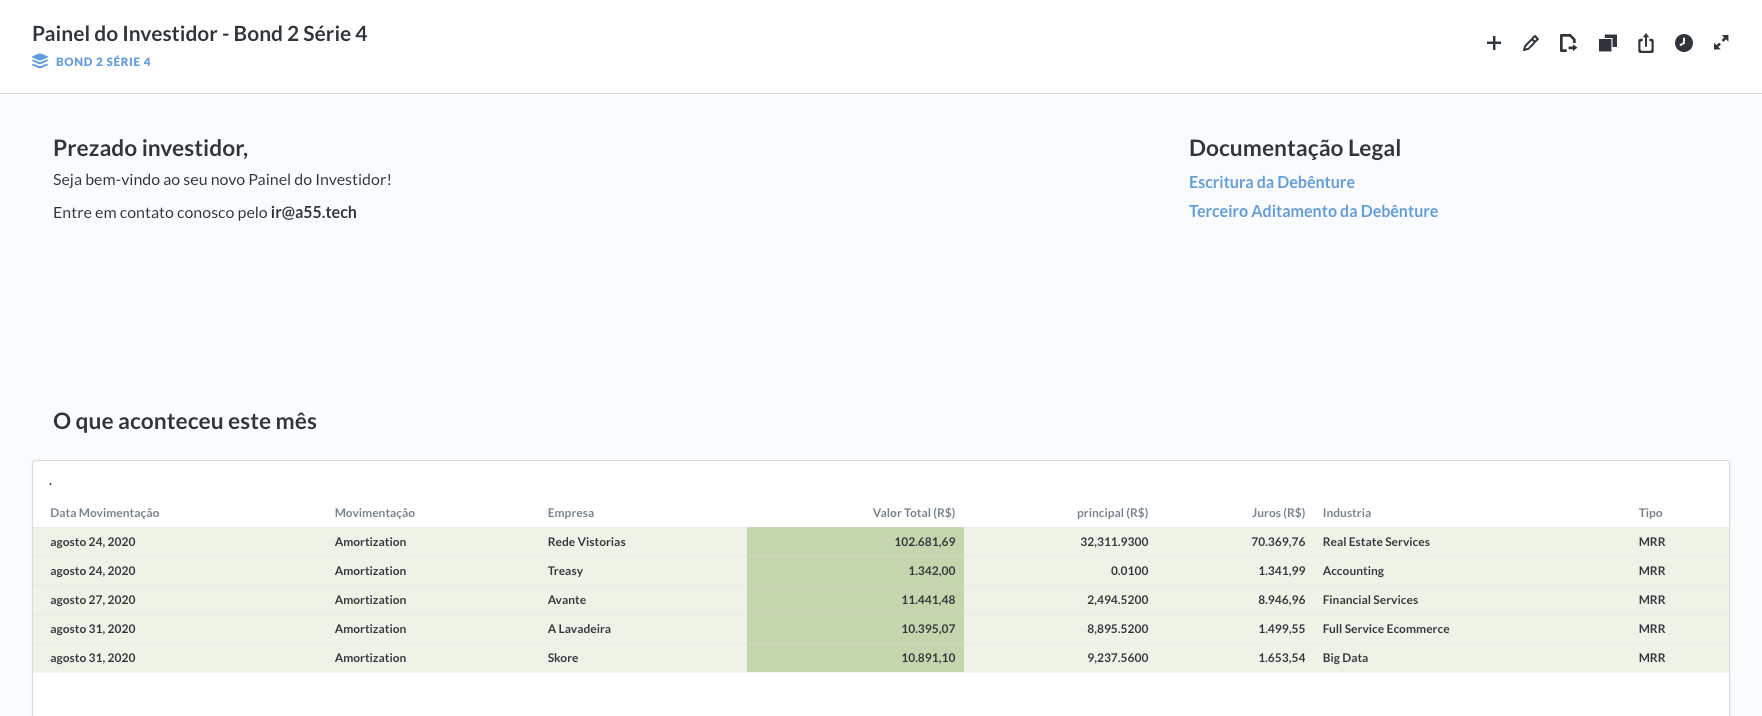 Painel do Investidor - Bond 2 Série 4
BOND 2 SÉRIE 4
Prezado investidor,
Seja bem-vindo ao seu novo Painel do Investidor!
Entre em contato conosco pelo ir@a55.tech
Documentação Legal
Escritura da Debênture
Terceiro Aditamento da Debênture
O que aconteceu este mês
.
Data Movimentação Movimentação Empresa Valor Total (R$) principal (R$) Juros (R$) Industria Tipo
agosto 24, 2020 Amortization Rede Vistorias 102.681,69 32,311.9300 70.369,76 Real Estate Services MRR
agosto 24, 2020 Amortization Treasy 1.342,00 0.0100 1.341,99 Accounting MRR
agosto 27, 2020 Amortization Avante 11.441,48 2,494.5200 8.946,96 Financial Services MRR
agosto 31, 2020 Amortization A Lavadeira 10.395,07 8,895.5200 1.499,55 Full Service Ecommerce MRR
agosto 31, 2020 Amortization Skore 10.891,10 9,237.5600 1.653,54 Big Data MRR